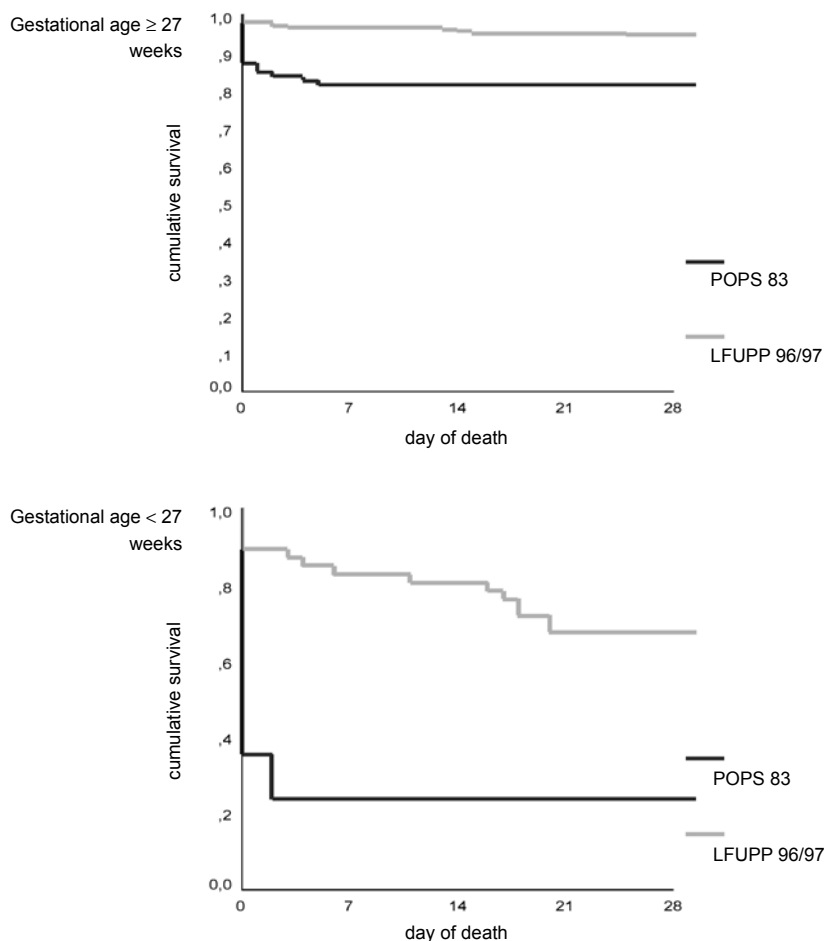 Gestational age ≥ 27
weeks
cumulative survival
1,0
,9
,8
,7
,6
,5
,4
,3
,2
,1
0,0
0 7 14 21 28
day of death
POPS 83
LFUPP 96/97
Gestational age < 27
weeks
cumulative survival
1,0
,8
,6
,4
,2
0,0
0 7 14 21 28
day of death
POPS 83
LFUPP 96/97